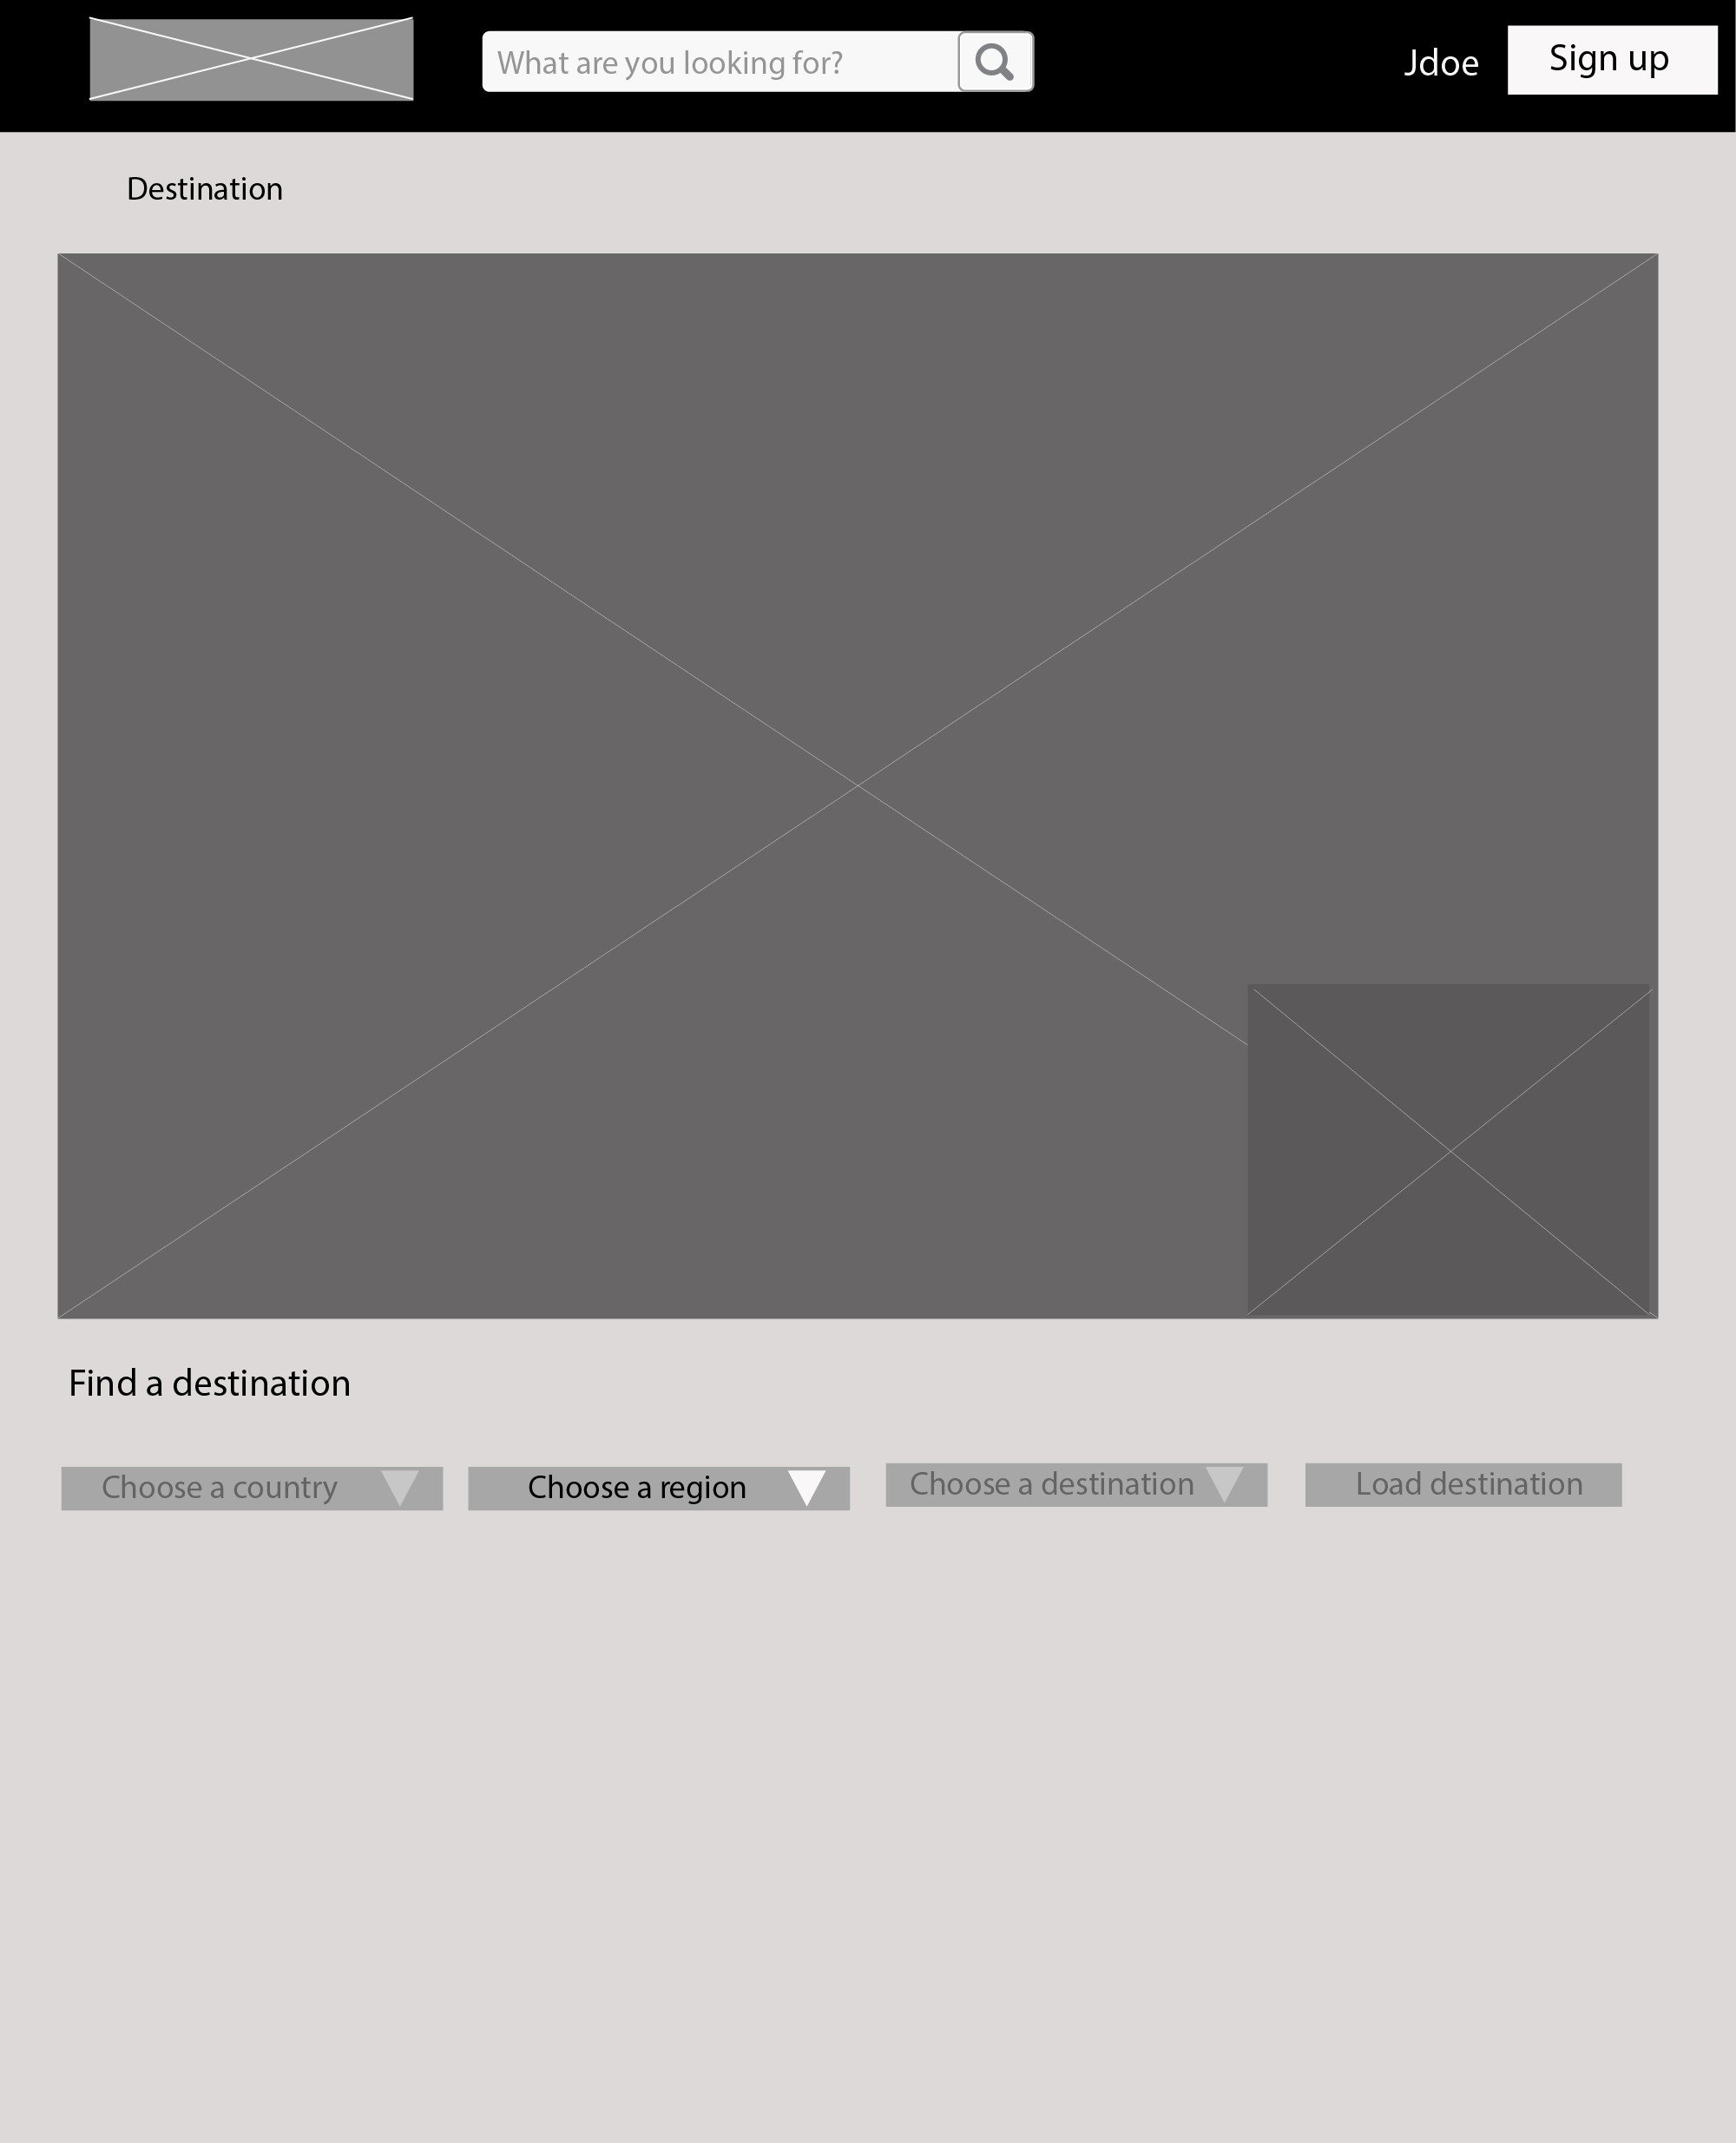 What are you looking for?
Jdoe
Sign up
Destination
Find a destination
Choose a country
Choose a region
Choose a destination
Load destination